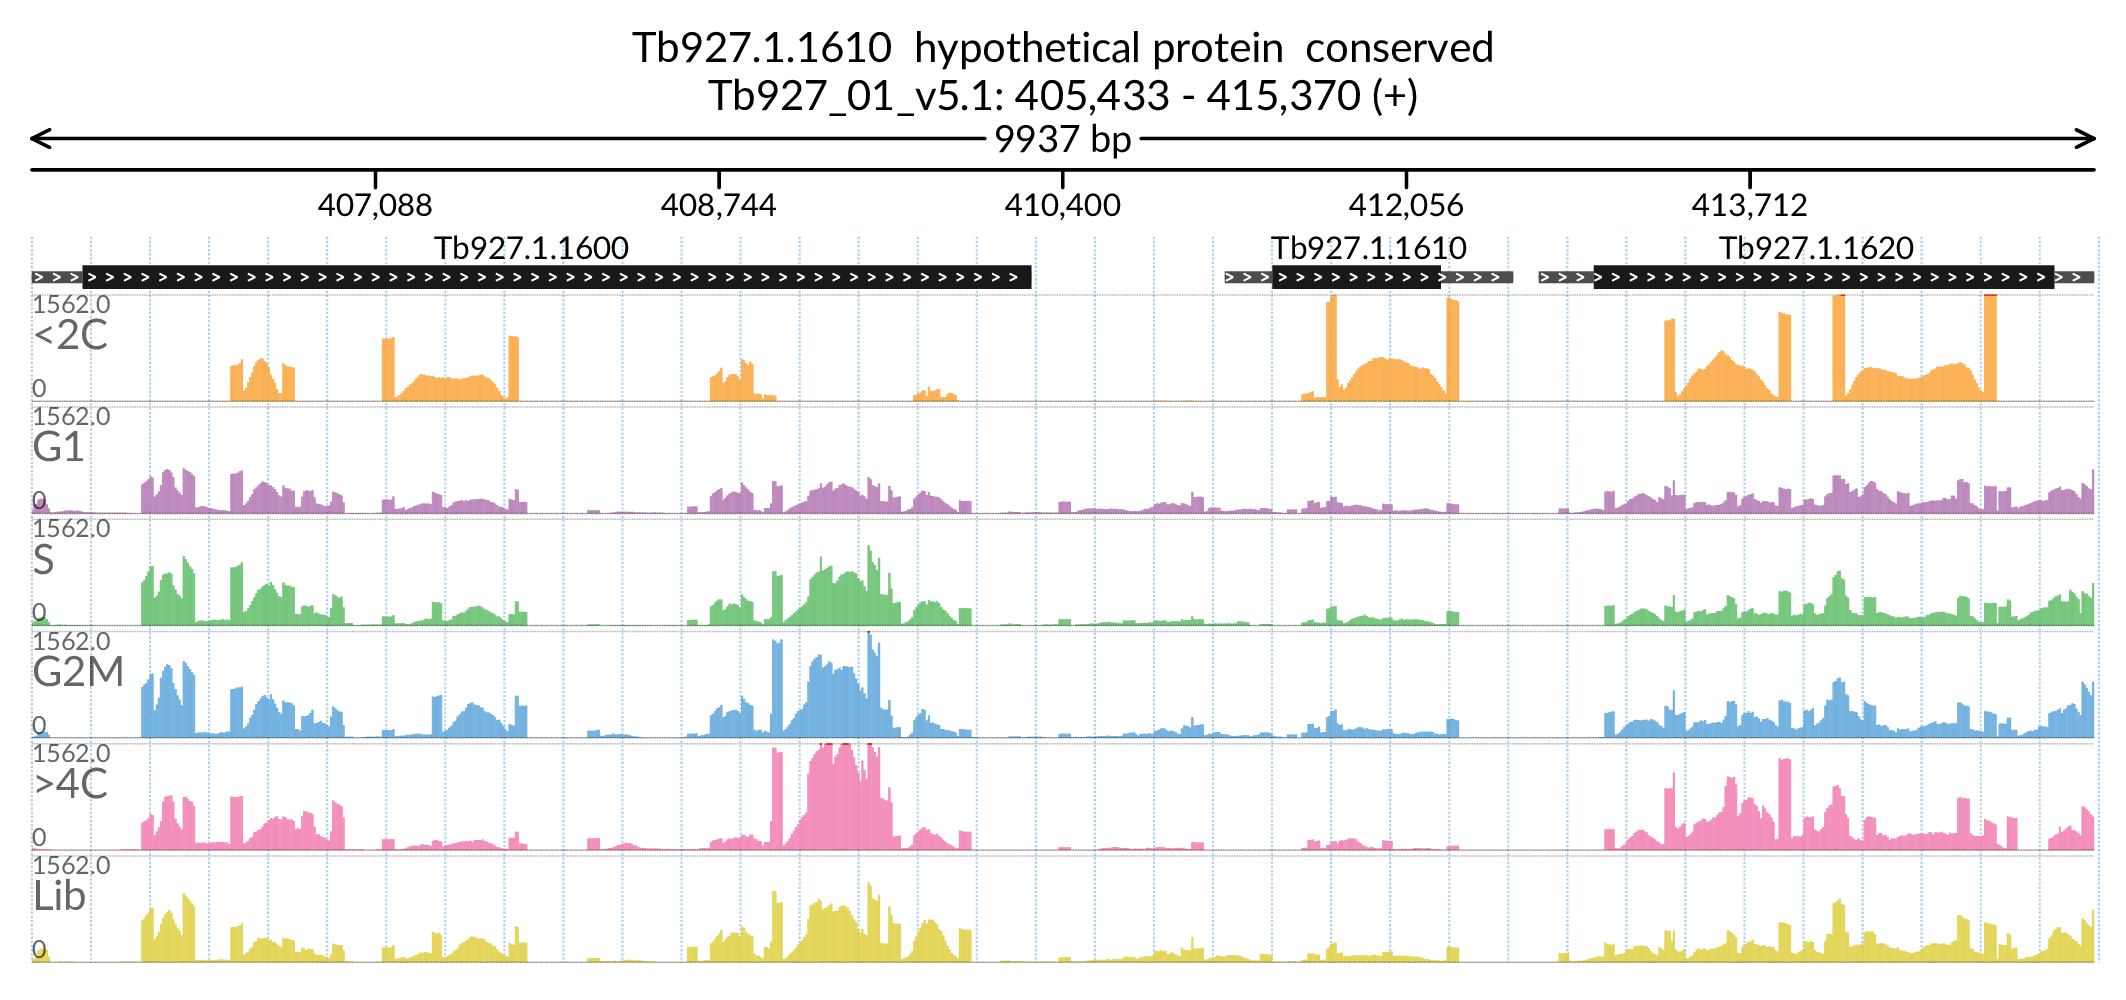 Tb927.1.1610  hypothetical protein  conserved
Tb927_01_v5.1: 405,433 - 415,370 (+)
9937 bp
407,088 408,744 410,400 412,056 413,712
Tb927.1.1600 Tb927.1.1610 Tb927.1.1620
1562.0
<2C
0
1562.0
G1
0
1562.0
S
0
1562.0
G2M
0
1562.0
>4C
0
1562.0
Lib
0